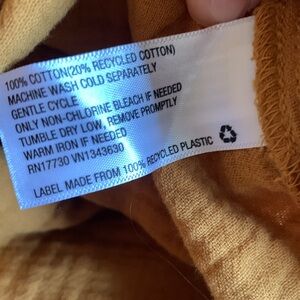 100% COTTON(20% RECYCLED COTTON)
MACHINE WASH COLD SEPARATELY
GENTLE CYCLE
ONLY NON-CHLORINE BLEACH IF NEEDED
TUMBLE DRY LOW, REMOVE PROMPTLY
WARM IRON IF NEEDED
RN17730 VN1343630
LABEL MADE FROM 100% RECYCLED PLASTIC